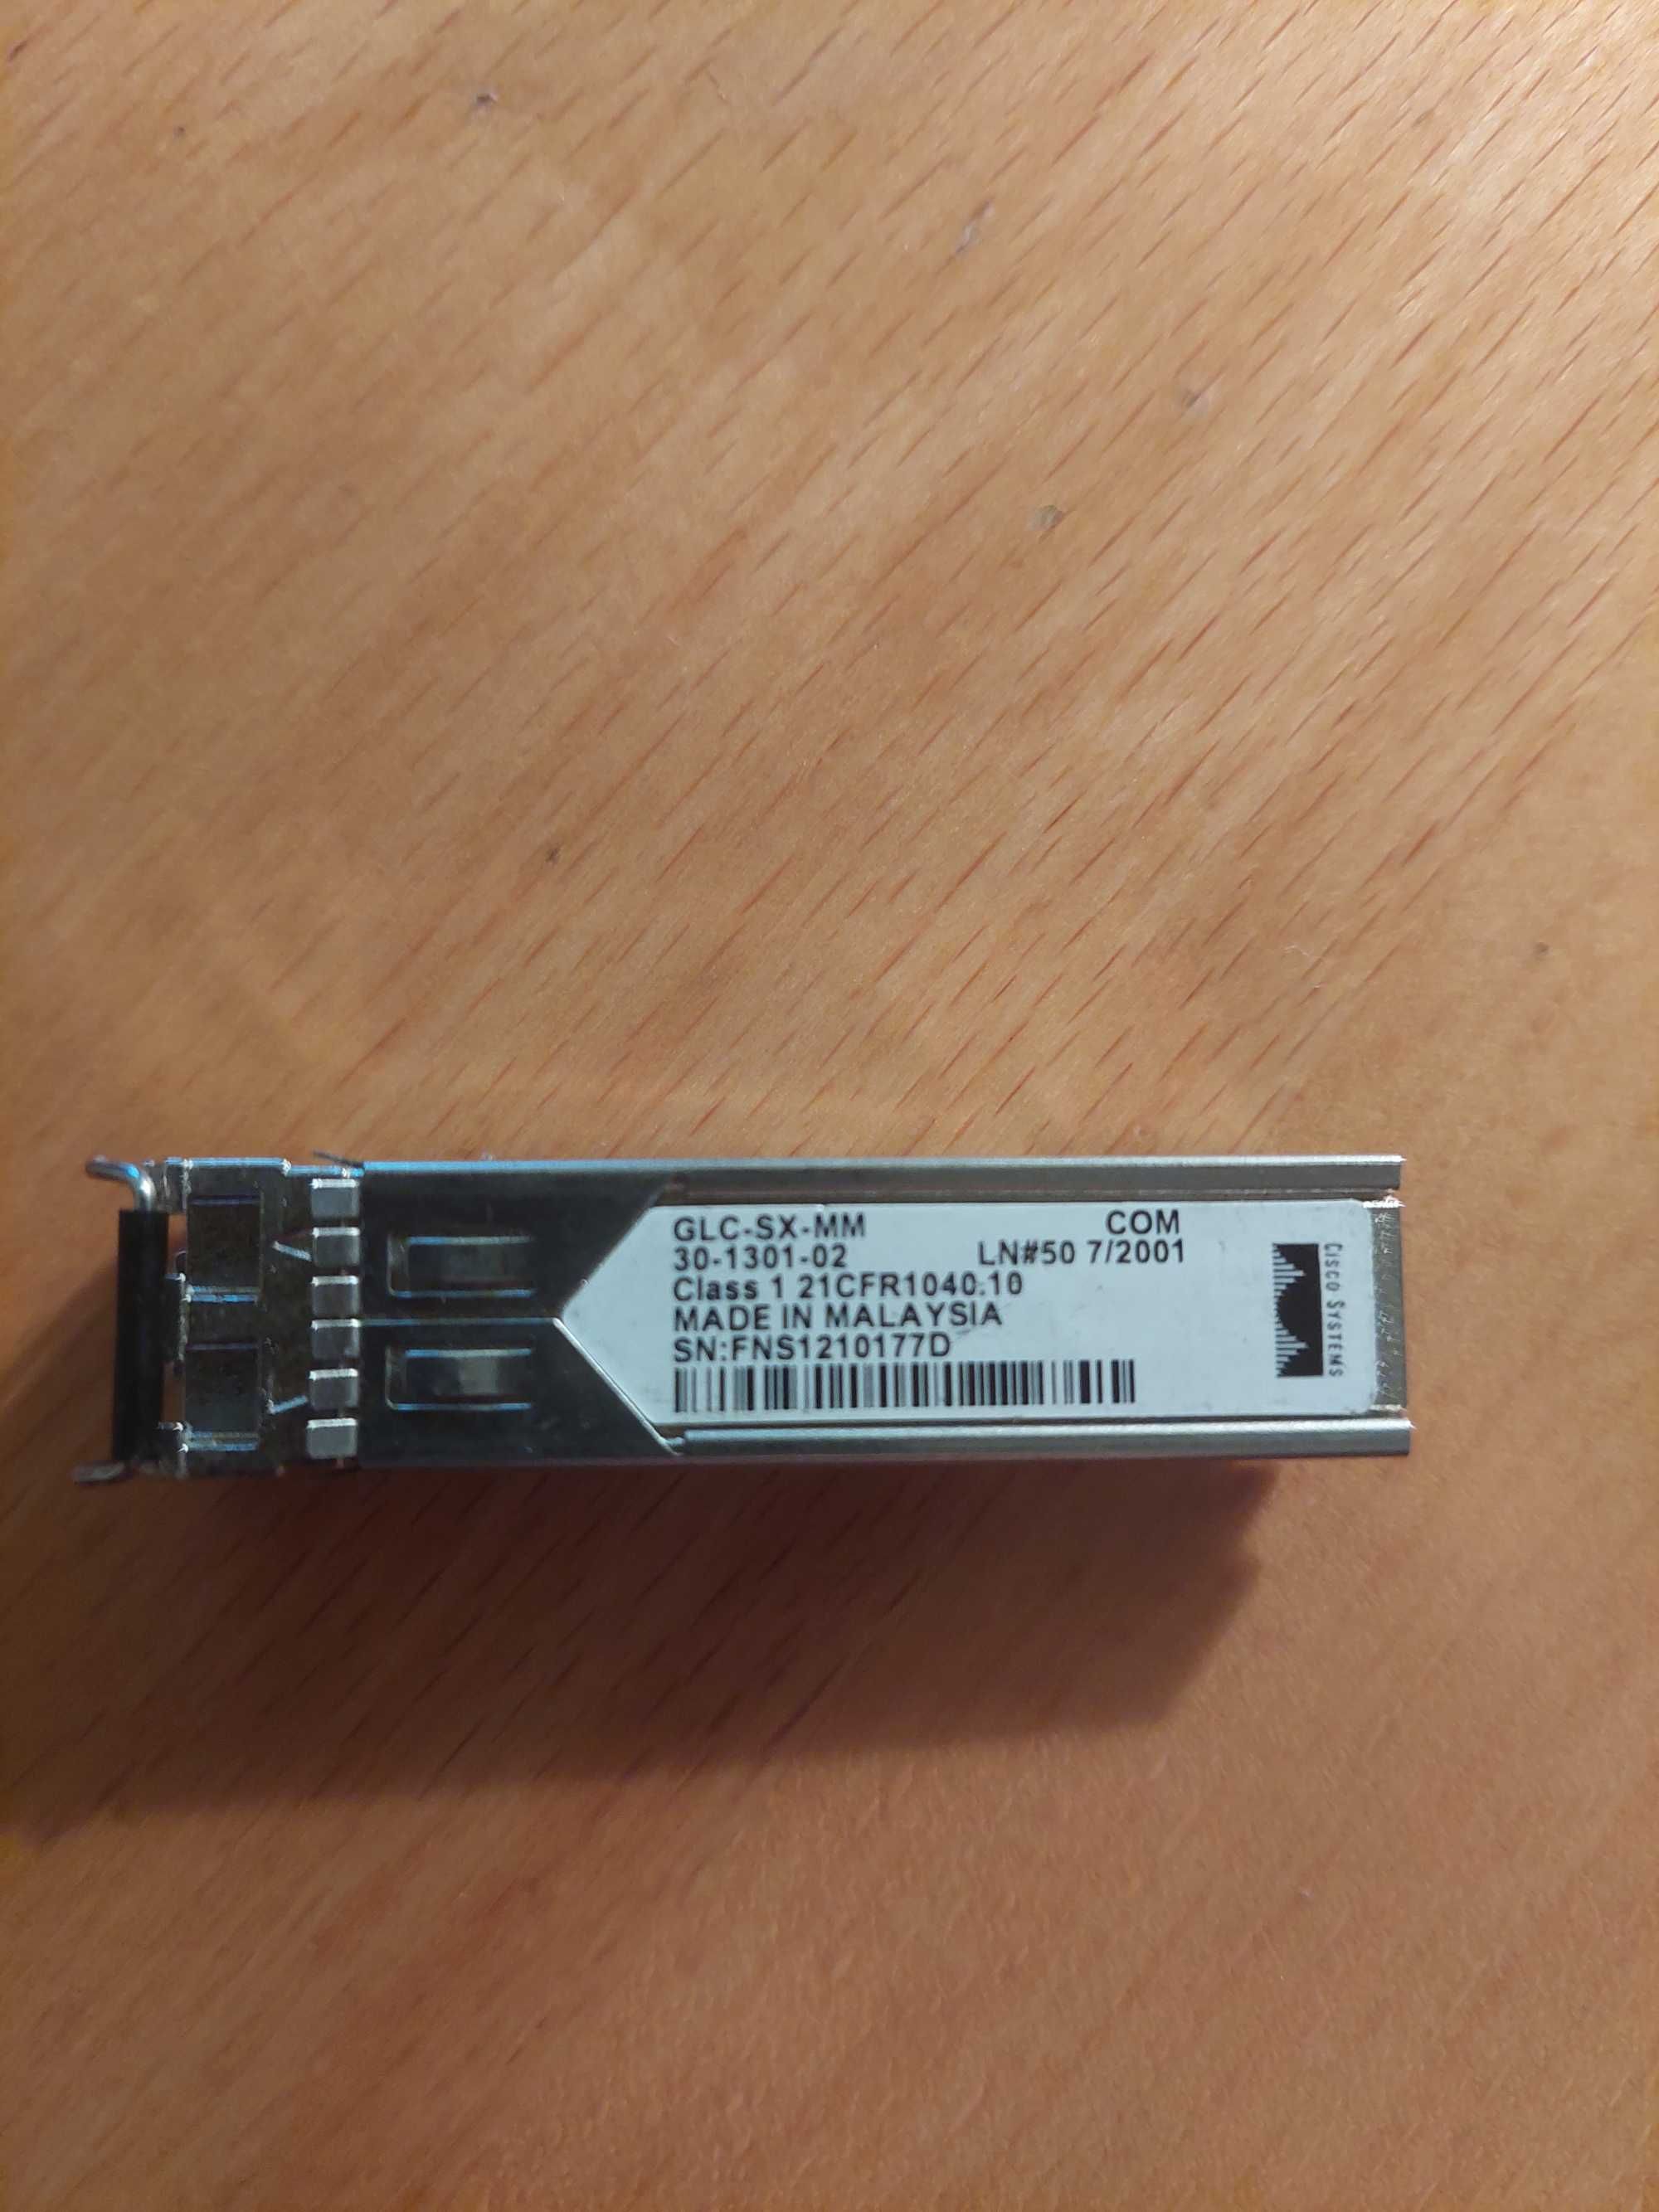 GLC-SX-MM COM
30-1301-02 LN#50 7/2001
Class 1 21CFR1040.10
MADE IN MALAYSIA
SN:FNS1210177D
CISCO SYSTEMS